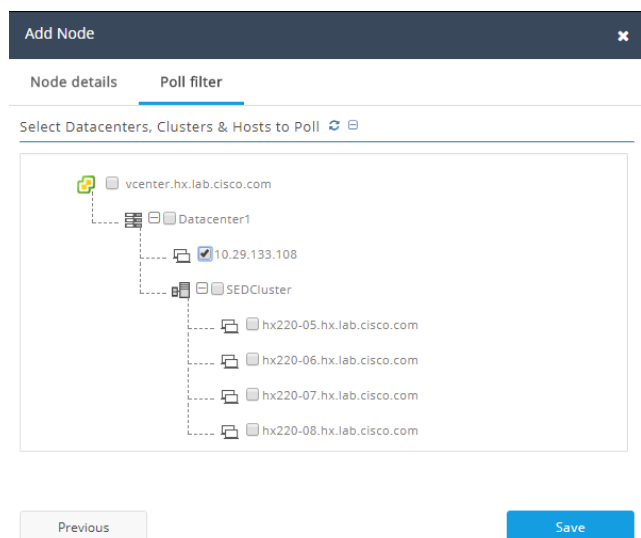 Add Node
Node details Poll filter
Select Datacenters, Clusters & Hosts to Poll
vcenter.hx.lab.cisco.com
Datacenter1
10.29.133.108
SEDCluster
hx220-05.hx.lab.cisco.com
hx220-06.hx.lab.cisco.com
hx220-07.hx.lab.cisco.com
hx220-08.hx.lab.cisco.com
Previous Save